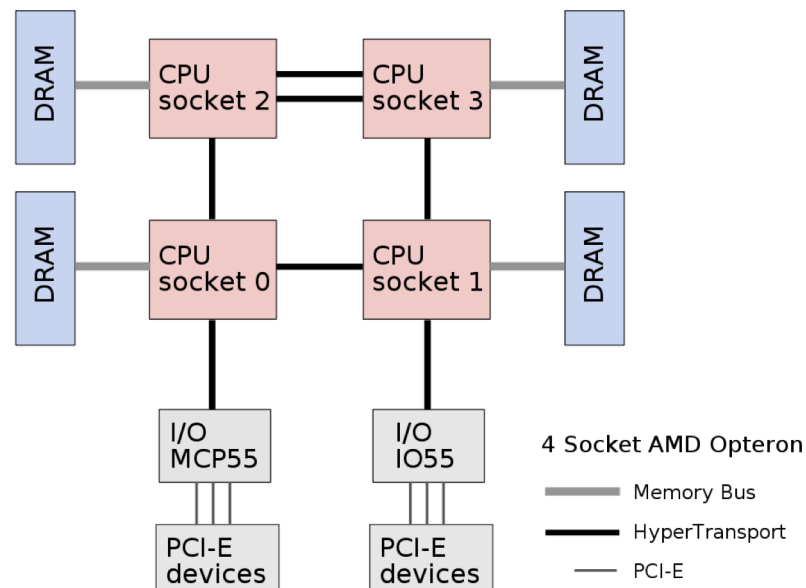 DRAM
CPU
socket 2
CPU
socket 3
DRAM
DRAM
CPU
socket 0
CPU
socket 1
DRAM
I/O
MCP55
I/O
IO55
PCI-E
devices
PCI-E
devices
4 Socket AMD Opteron
Memory Bus
HyperTransport
PCI-E